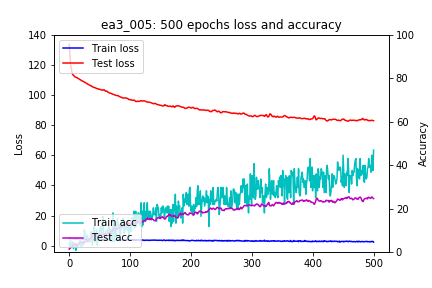 ea3_005: 500 epochs loss and accuracy
140
120
100
80
60
40
20
0
Loss
100
80
60
40
20
0
Accuracy
0
100
200
300
400
500
Train loss
Test loss
Train acc
Test acc